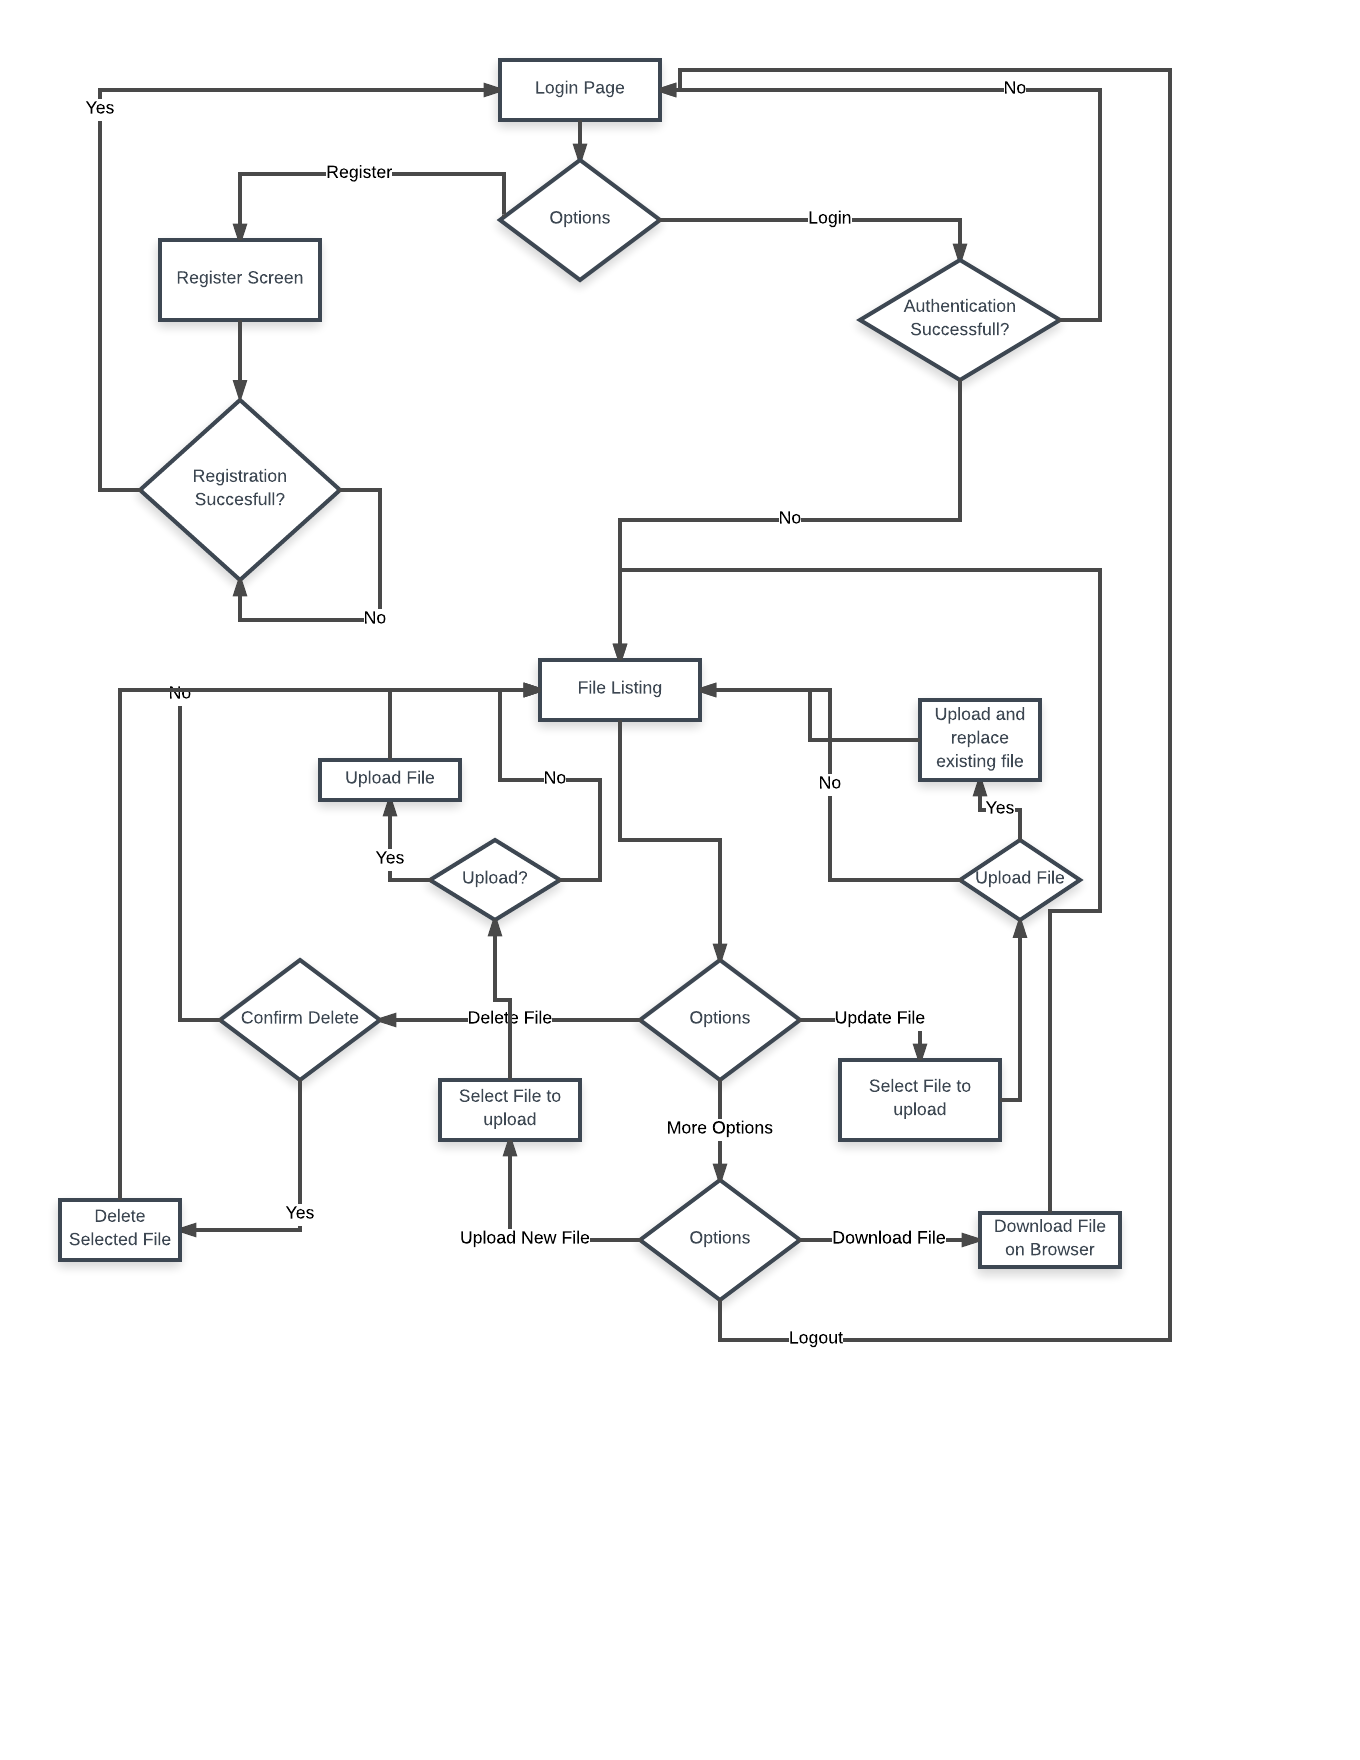 Login Page
No
Yes
Register
Options
Login
Register Screen
Authentication
Successfull?
Registration
Succesfull?
No
No
File Listing
No
Upload and
replace
existing file
Upload File
No
No
Yes
Yes
Upload?
Upload File
Confirm Delete
Delete File
Options
Update File
Select File to
upload
Select File to
upload
More Options
Yes
Delete
Selected File
Upload New File
Options
Download File
Download File
on Browser
Logout